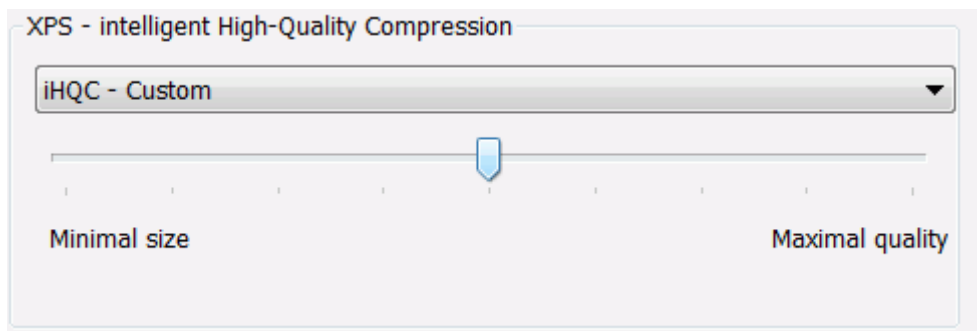 XPS - intelligent High-Quality Compression
iHQC - Custom
Minimal size
Maximal quality